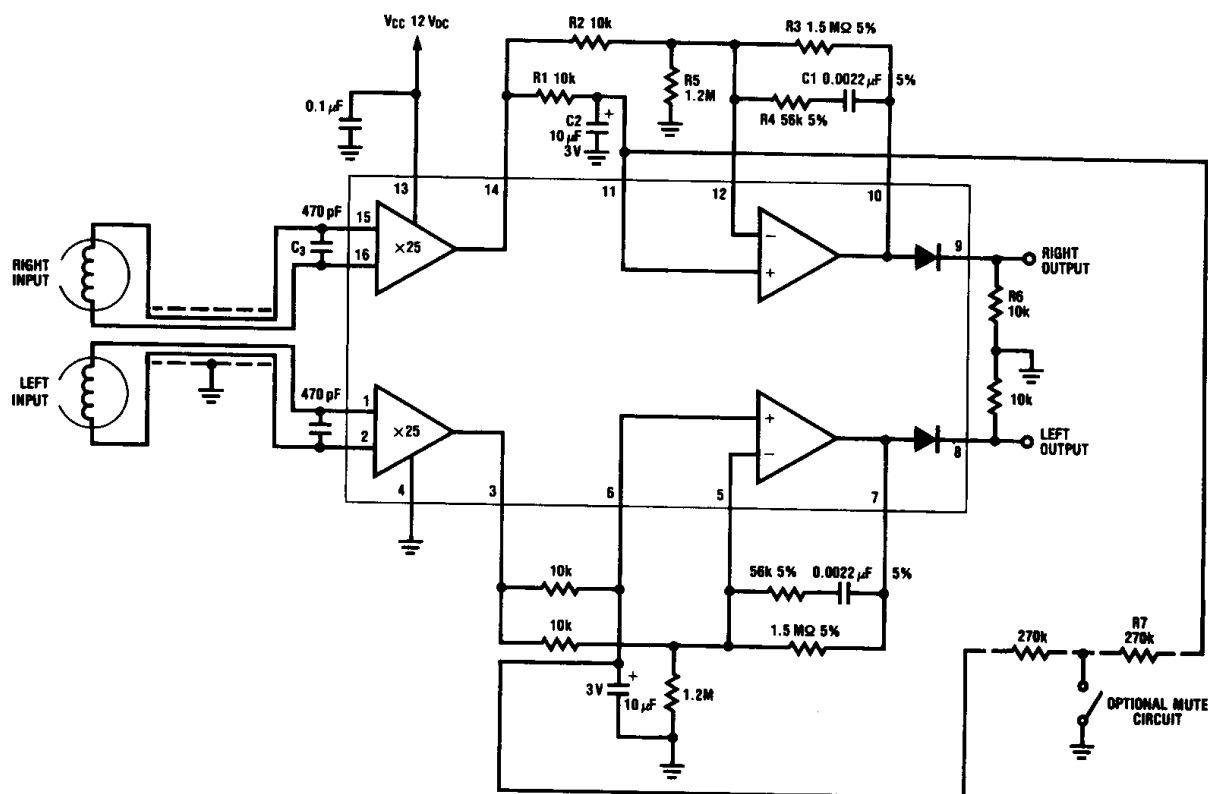 VCC 12 VDC
R2 10k
R3 1.5 MΩ 5%
R1 10k
R5
1.2M
C1 0.0022 μF 5%
0.1 μF
C2
10 μF
3V
R4 56k 5%
13
14
11
12
10
470 pF
15
C3
16
×25
RIGHT
INPUT
−
+
9
RIGHT
OUTPUT
R6
10k
LEFT
INPUT
470 pF
1
2
×25
4
3
6
5
7
+
−
8
10k
LEFT
OUTPUT
10k
56k 5%
0.0022 μF 5%
10k
1.5 MΩ 5%
270k
R7
270k
3V
+
10 μF
1.2M
OPTIONAL MUTE
CIRCUIT